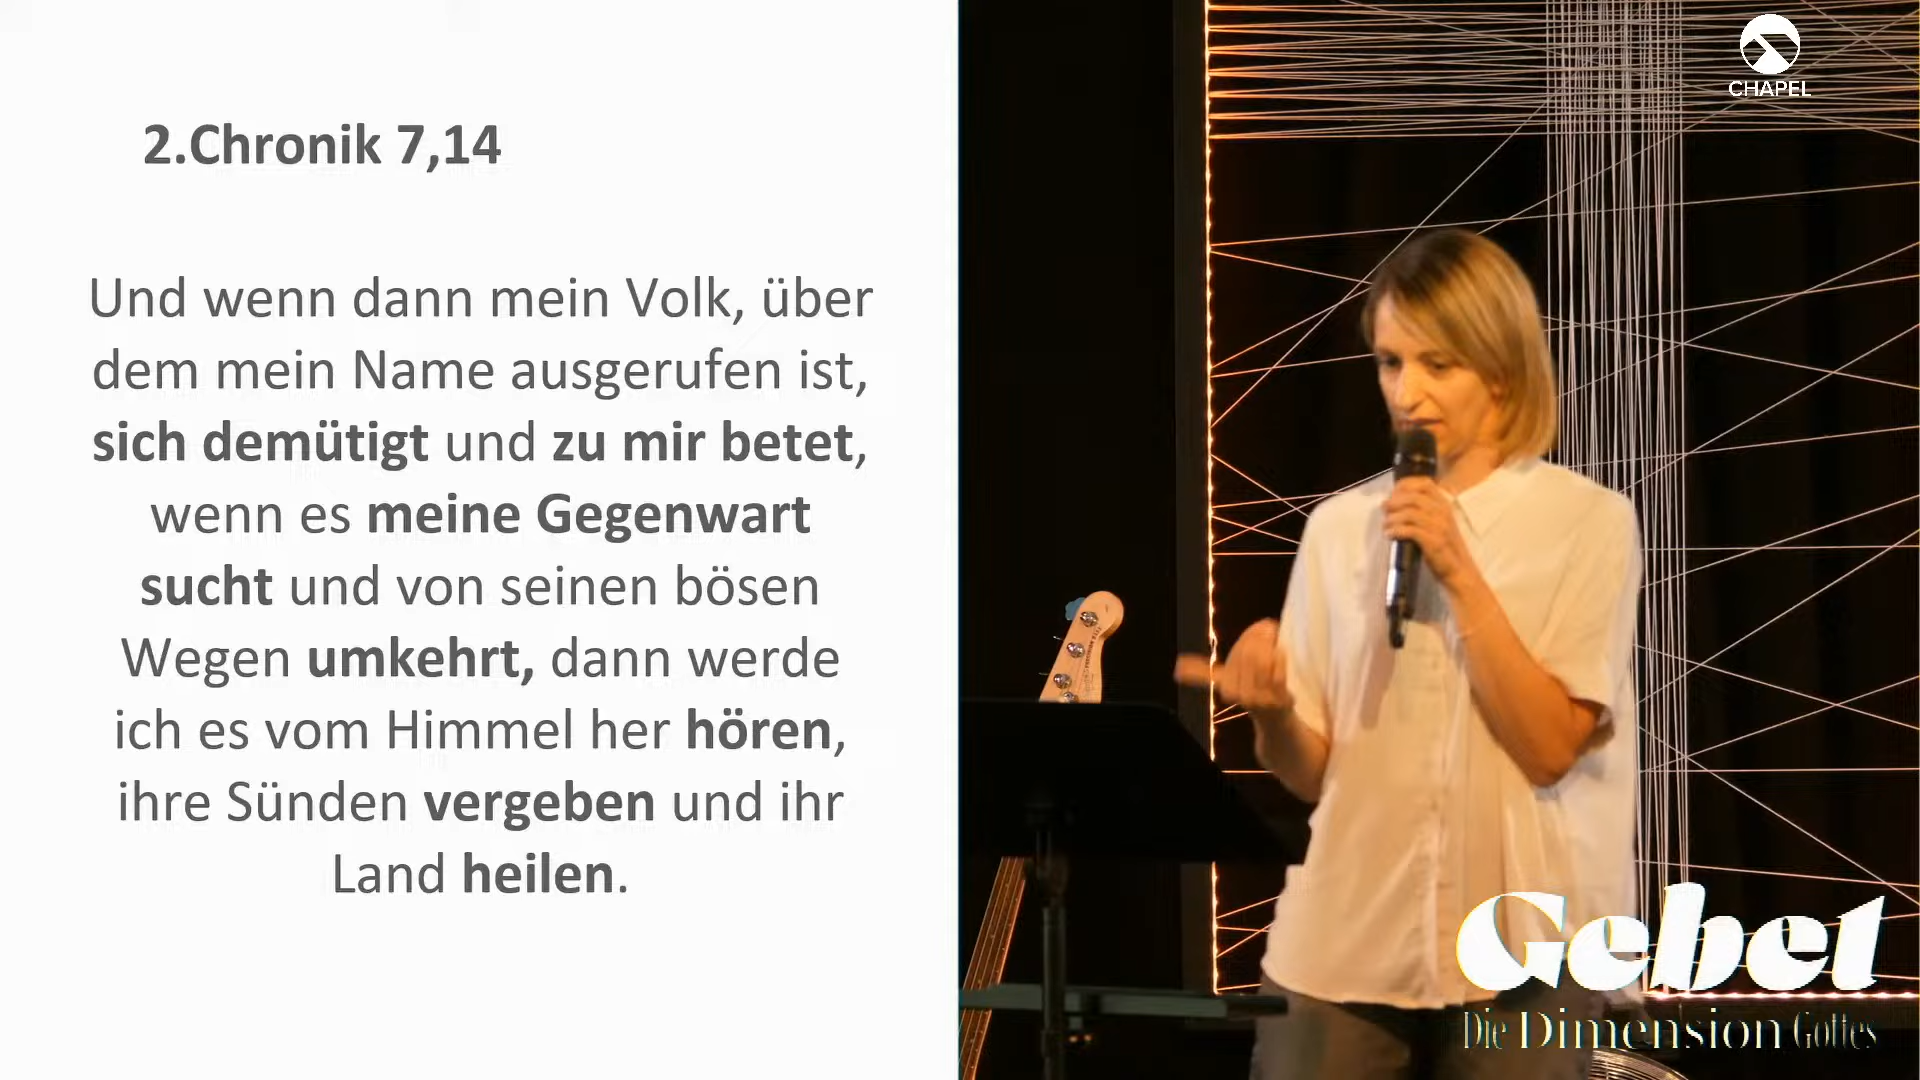 2.Chronik 7,14
Und wenn dann mein Volk, über
dem mein Name ausgerufen ist,
sich demütigt und zu mir betet,
wenn es meine Gegenwart
sucht und von seinen bösen
Wegen umkehrt, dann werde
ich es vom Himmel her hören,
ihre Sünden vergeben und ihr
Land heilen.
CHAPEL
Gebet
Die Dimension Gottes